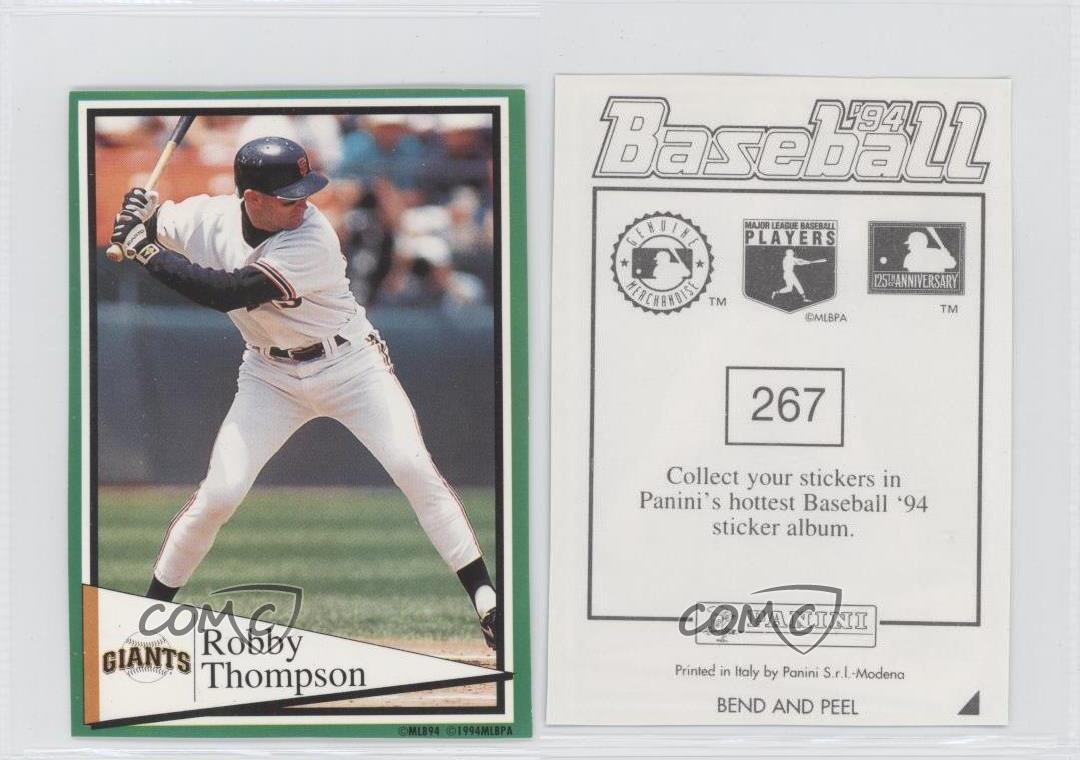 GIANTS
Robby
Thompson
©MLB94 ©1994MLBPA
COMC
'94
Baseball
GENUINE
MERCHANDISE
TM
MAJOR LEAGUE BASEBALL
PLAYERS
©MLBPA
125TH ANNIVERSARY
TM
267
Collect your stickers in
Panini's hottest Baseball ‘94
sticker album.
PANINI
COMC
Printed in Italy by Panini S.r.l.-Modena
BEND AND PEEL